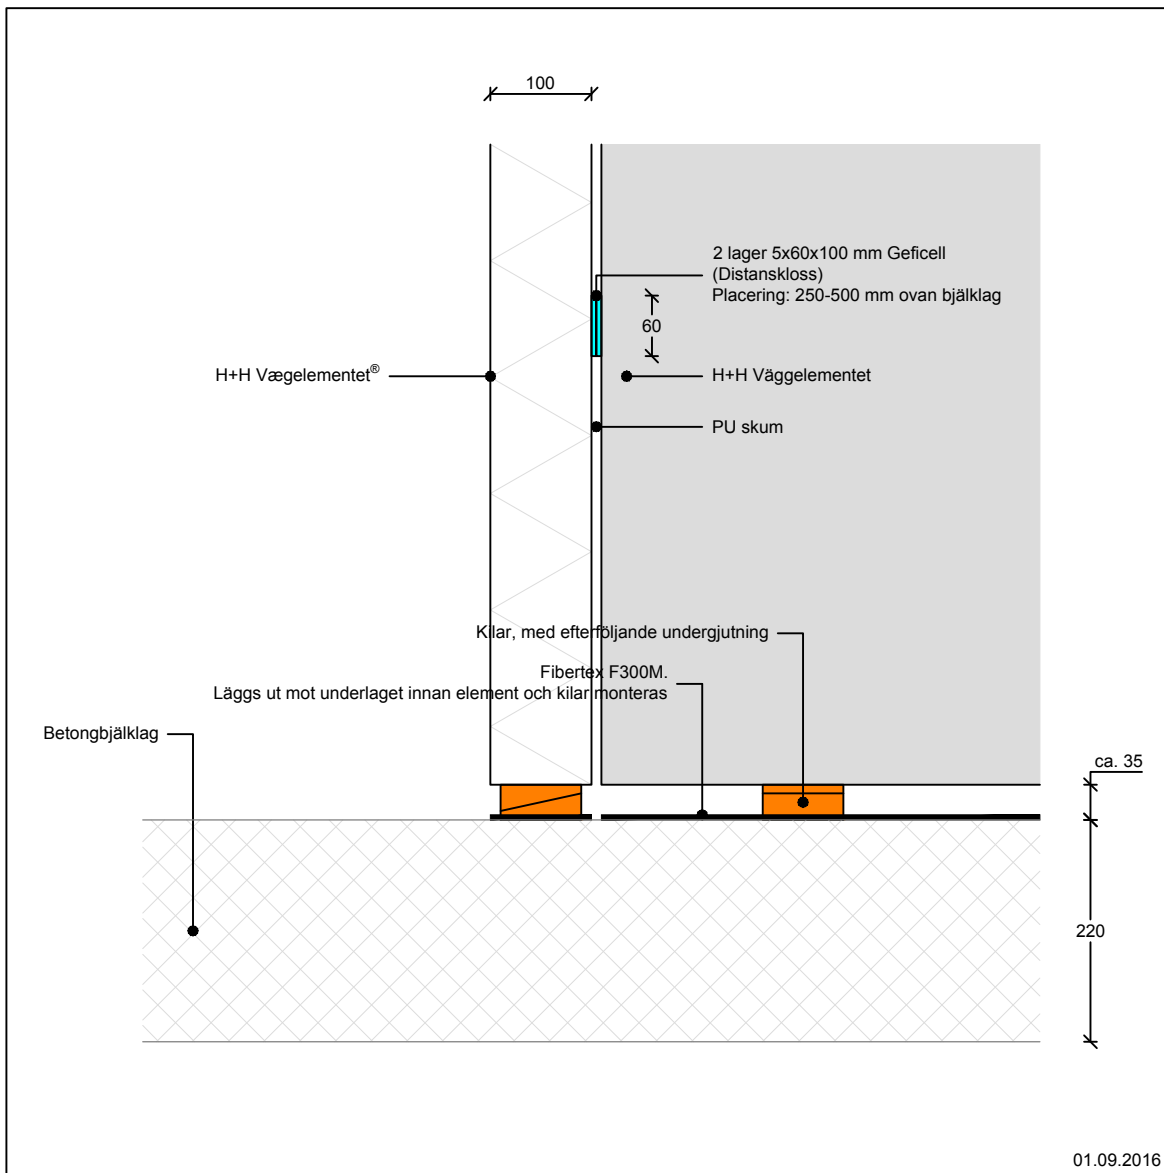 100
2 lager 5x60x100 mm Geficell
(Distanskloss)
Placering: 250-500 mm ovan bjälklag
60
H+H Vægelementet®
H+H Väggelementet
PU skum
Kilar, med efterföljande undergjutning
Fibertex F300M.
Läggs ut mot underlaget innan element och kilar monteras
Betongbjälklag
ca. 35
220
01.09.2016